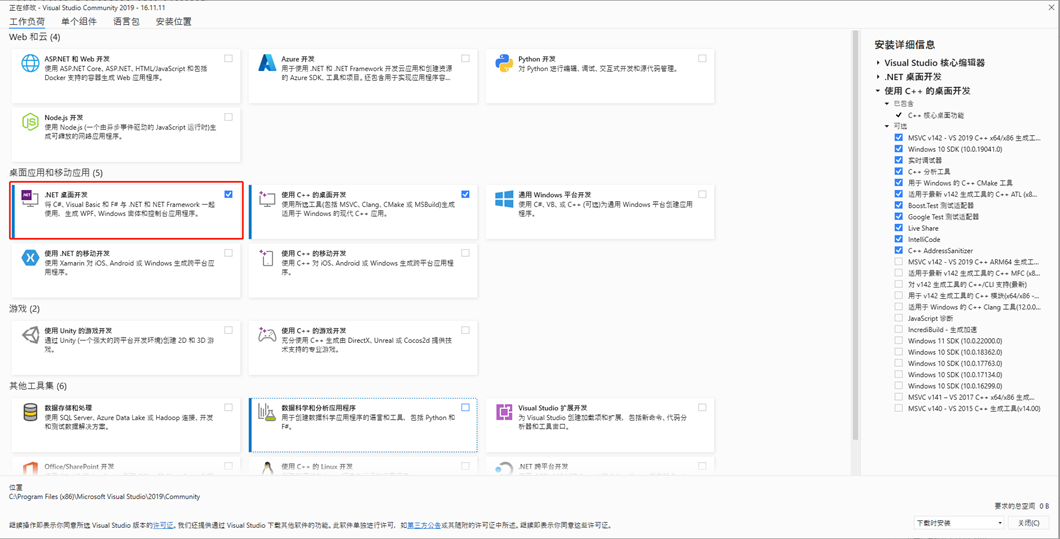 正在修改 - Visual Studio Community 2019 - 16.11.11
工作负荷 单个组件 语言包 安装位置
Web 和云 (4)
ASP.NET 和 Web 开发
使用 ASP.NET Core、ASP.NET、HTML/JavaScript 和包括
Docker 支持的容器生成 Web 应用程序。
Azure 开发
使用 .NET 和 .NET Framework 开发云应用和创建资源
的 Azure SDK、工具和项目。还包含用于实现应用程序容...
Python 开发
对 Python 进行编辑、调试、交互式开发和源代码管理。
Node.js 开发
使用 Node.js (一个由异步事件驱动的 JavaScript 运行时)生
成可缩放的网络应用程序。
桌面应用和移动应用 (5)
.NET 桌面开发
将 C#、Visual Basic 和 F# 与 .NET 和 .NET Framework 一起
使用，生成 WPF、Windows 窗体和控制台应用程序。
使用 C++ 的桌面开发
使用所选工具(包括 MSVC、Clang、CMake 或 MSBuild)生成
适用于 Windows 的现代 C++ 应用。
通用 Windows 平台开发
使用 C#、VB、或 C++ (可选)为通用 Windows 平台创建应用
程序。
使用 .NET 的移动开发
使用 Xamarin 对 iOS、Android 或 Windows 生成跨平台应
用程序。
使用 C++ 的移动开发
使用 C++ 对 iOS、Android 或 Windows 生成跨平台应用程
序。
游戏 (2)
使用 Unity 的游戏开发
通过 Unity (一个强大的跨平台开发环境)创建 2D 和 3D 游
戏。
使用 C++ 的游戏开发
充分使用 C++ 生成由 DirectX、Unreal 或 Cocos2d 提供技
术支持的专业游戏。
其他工具集 (6)
数据存储和处理
使用 SQL Server、Azure Data Lake 或 Hadoop 连接、开发
和测试数据解决方案。
数据科学和分析应用程序
用于创建数据科学应用程序的语言和工具，包括 Python 和
F#。
Visual Studio 扩展开发
为 Visual Studio 创建加载项和扩展，包括新命令、代码分
析器和工具窗口。
Office/SharePoint 开发
使用 C++ 的 Linux 开发
.NET 跨平台开发
安装详细信息
Visual Studio 核心编辑器
.NET 桌面开发
使用 C++ 的桌面开发
已包含
C++ 核心桌面功能
可选
MSVC v142 - VS 2019 C++ x64/x86 生成工...
Windows 10 SDK (10.0.19041.0)
实时调试器
C++ 分析工具
用于 Windows 的 C++ CMake 工具
适用于最新 v142 生成工具的 C++ ATL (x8...
Boost.Test 测试适配器
Google Test 测试适配器
Live Share
IntelliCode
C++ AddressSanitizer
MSVC v142 - VS 2019 C++ ARM64 生成工...
适用于最新 v142 生成工具的 C++ MFC (x8...
对 v142 生成工具的 C++/CLI 支持(最新)
用于 v142 生成工具的 C++ 模块(x64/x86 -...
适用于 Windows 的 C++ Clang 工具(12.0.0...
JavaScript 诊断
IncrediBuild - 生成加速
Windows 11 SDK (10.0.22000.0)
Windows 10 SDK (10.0.18362.0)
Windows 10 SDK (10.0.17763.0)
Windows 10 SDK (10.0.17134.0)
Windows 10 SDK (10.0.16299.0)
MSVC v141 – VS 2017 C++ x64/x86 生成...
MSVC v140 - VS 2015 C++ 生成工具(v14.00)
位置
C:\Program Files (x86)\Microsoft Visual Studio\2019\Community
要求的总空间 0 B
继续操作即表示你同意所选 Visual Studio 版本的许可证。我们还提供通过 Visual Studio 下载其他软件的功能。此软件单独进行许可，如第三方公告或其随附的许可证中所述。继续即表示你同意这些许可证。
下载时安装
关闭(C)